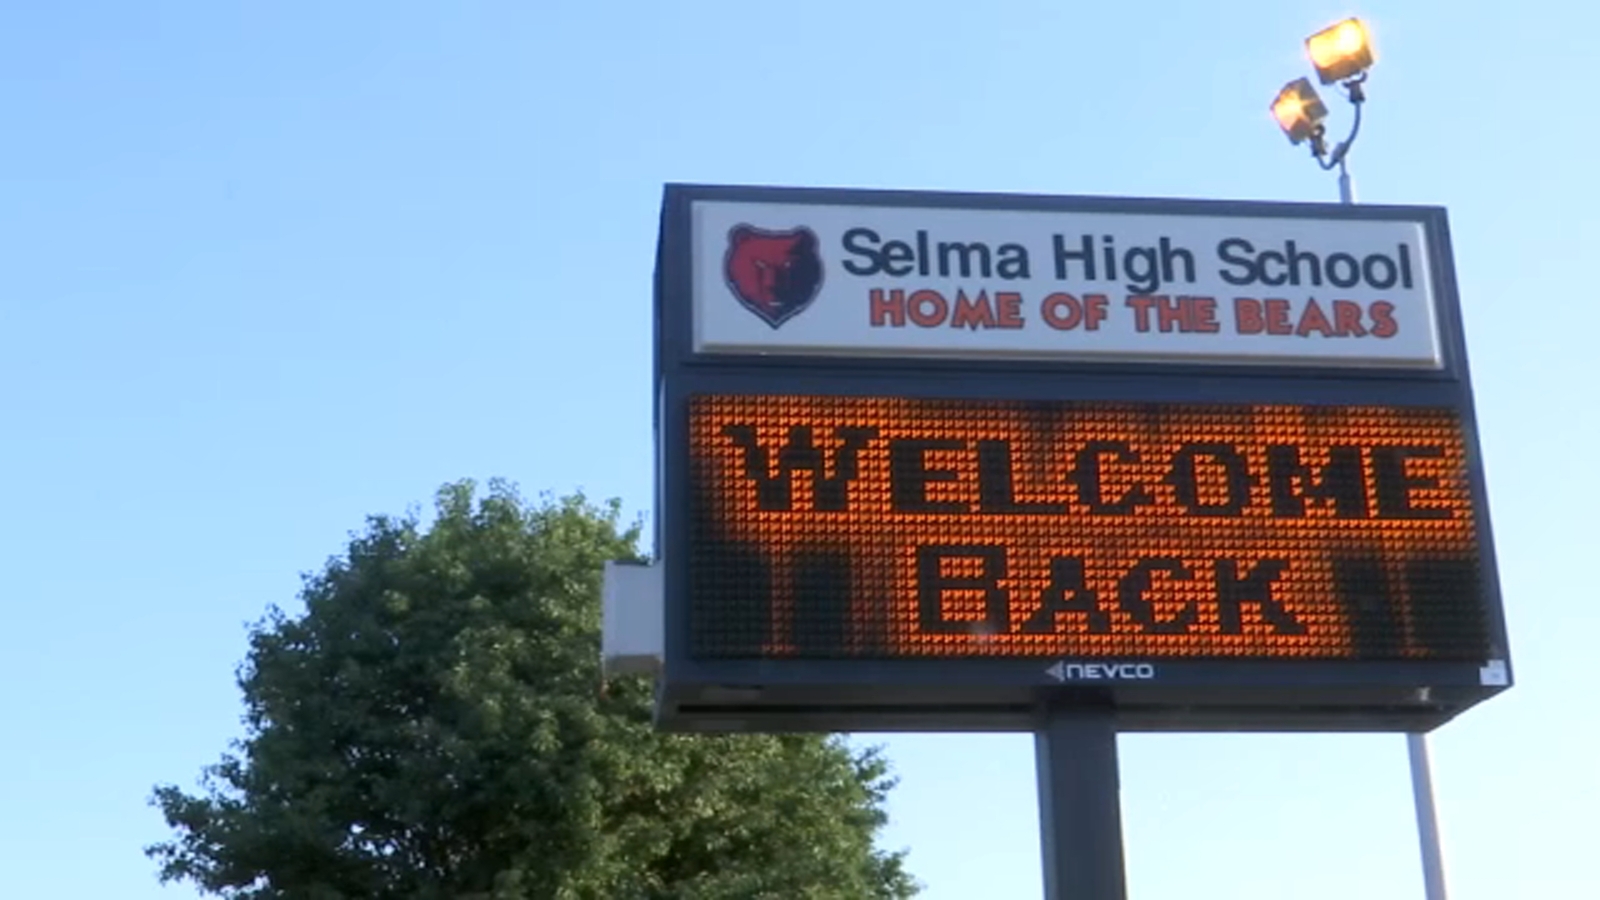 Selma High School
HOME OF THE BEARS
WELCOME
BACK
NEVCO